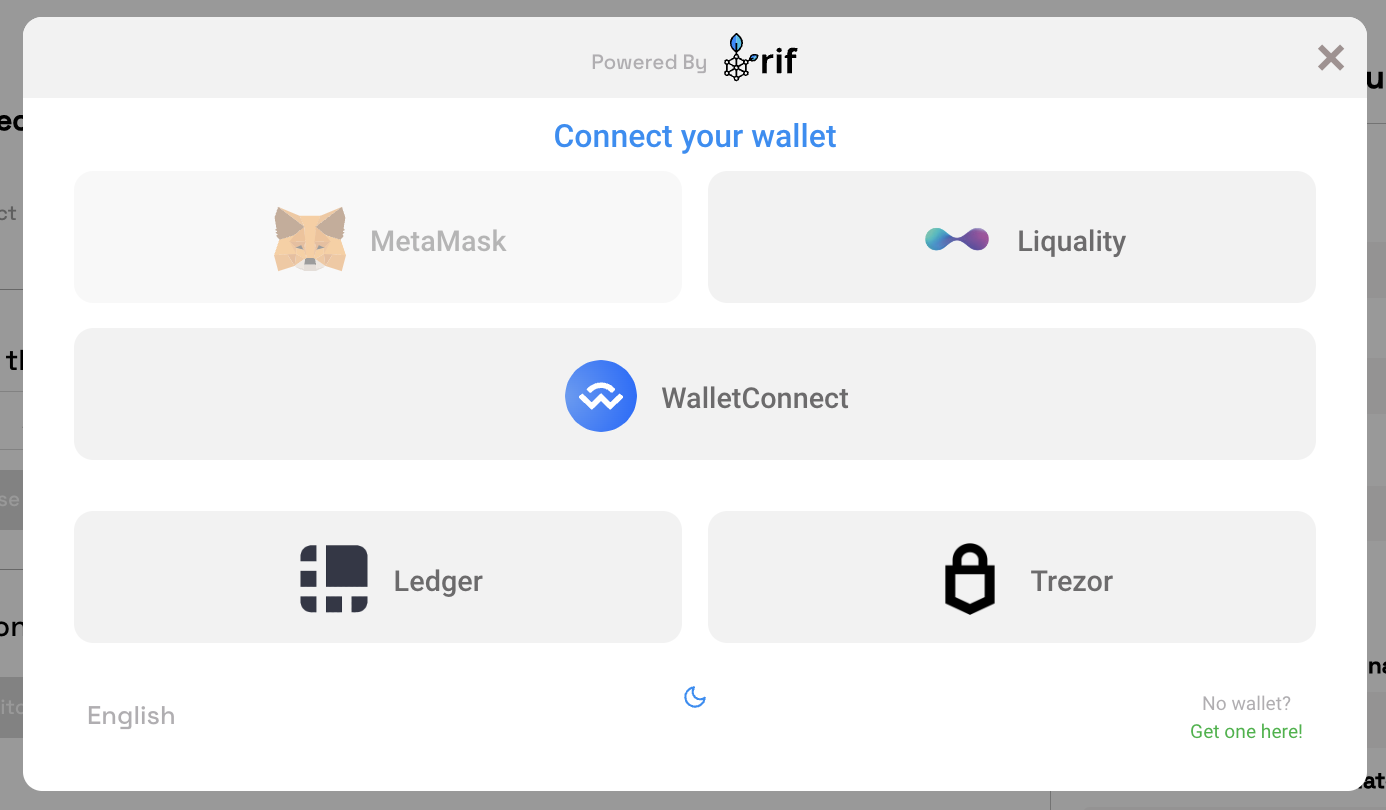 Powered By rif
Connect your wallet
MetaMask
Liquality
WalletConnect
Ledger
Trezor
English
No wallet?
Get one here!